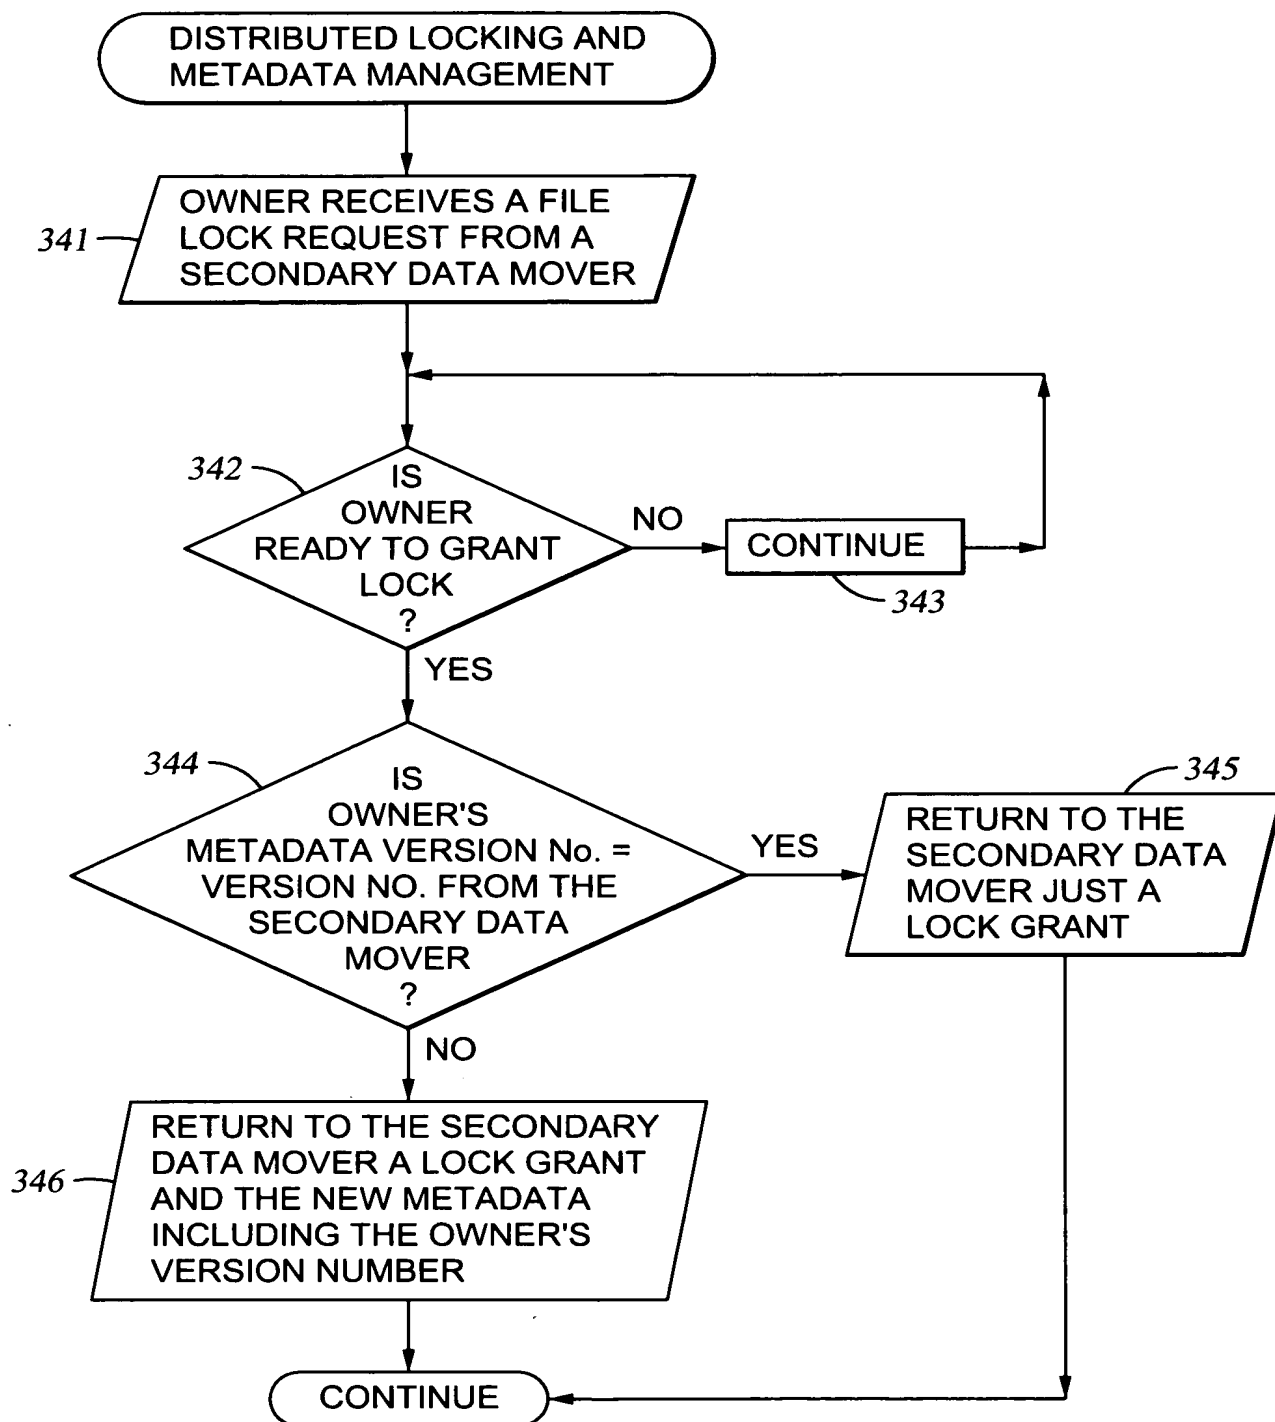 DISTRIBUTED LOCKING AND
METADATA MANAGEMENT
341
OWNER RECEIVES A FILE
LOCK REQUEST FROM A
SECONDARY DATA MOVER
342
IS
OWNER
READY TO GRANT
LOCK
?
NO
CONTINUE
343
YES
344
IS
OWNER'S
METADATA VERSION No. =
VERSION NO. FROM THE
SECONDARY DATA
MOVER
?
YES
345
RETURN TO THE
SECONDARY DATA
MOVER JUST A
LOCK GRANT
NO
346
RETURN TO THE SECONDARY
DATA MOVER A LOCK GRANT
AND THE NEW METADATA
INCLUDING THE OWNER'S
VERSION NUMBER
CONTINUE